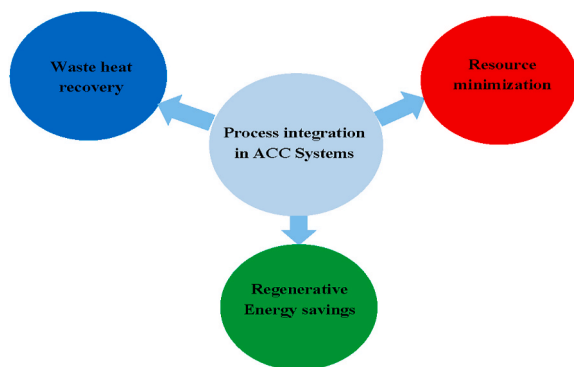 Waste heat
recovery
Resource
minimization
Process integration
in ACC Systems
Regenerative
Energy savings